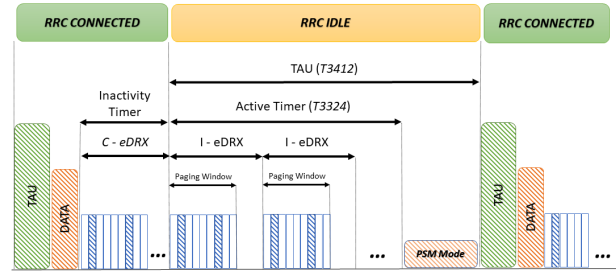 RRC CONNECTED
RRC IDLE
RRC CONNECTED
TAU (T3412)
Inactivity
Timer
Active Timer (T3324)
C - eDRX
I - eDRX
I - eDRX
Paging Window
Paging Window
TAU
DATA
...
...
PSM Mode
TAU
DATA
...